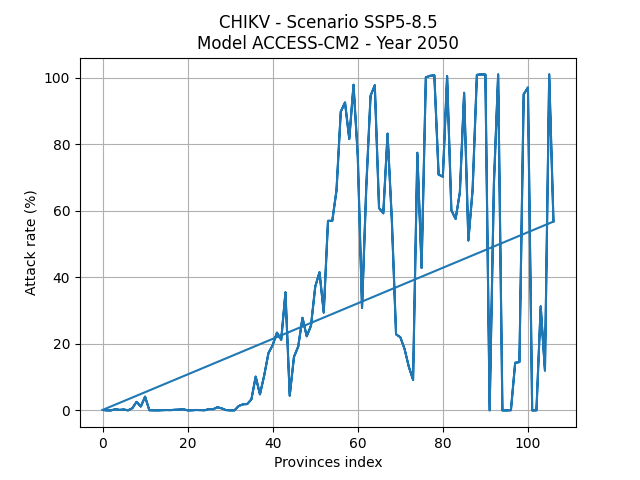 CHIKV - Scenario SSP5-8.5
Model ACCESS-CM2 - Year 2050
100
80
60
40
20
0
Attack rate (%)
0 20 40 60 80 100
Provinces index